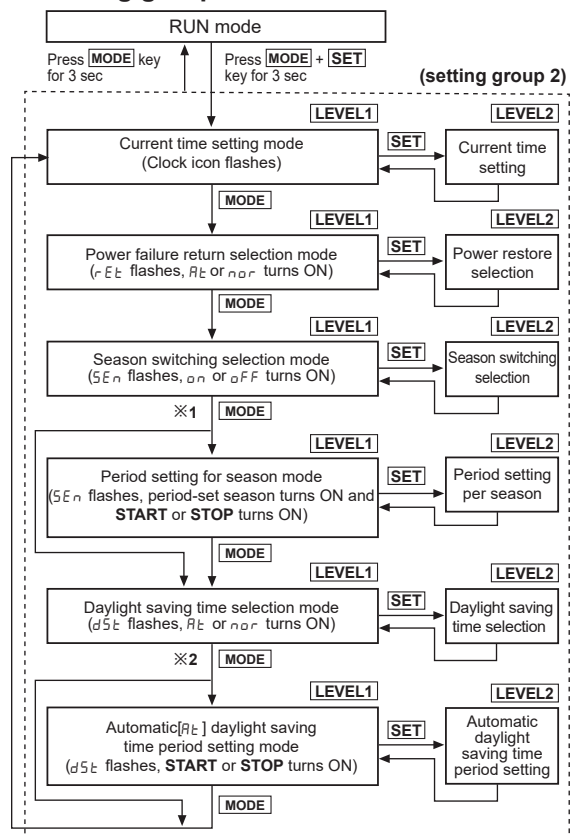 RUN mode
Press MODE key
for 3 sec
Press MODE + SET
key for 3 sec
(setting group 2)
LEVEL1
LEVEL2
Current time setting mode
(Clock icon flashes)
SET
Current time
setting
MODE
LEVEL1
LEVEL2
Power failure return selection mode
(rEt flashes, At or nor turns ON)
SET
Power restore
selection
MODE
LEVEL1
LEVEL2
Season switching selection mode
(SEn flashes, on or oFF turns ON)
SET
Season switching
selection
※1
MODE
LEVEL1
LEVEL2
Period setting for season mode
(SEn flashes, period-set season turns ON and
START or STOP turns ON)
SET
Period setting
per season
MODE
LEVEL1
LEVEL2
Daylight saving time selection mode
(dSt flashes, At or nor turns ON)
SET
Daylight saving
time selection
※2
MODE
LEVEL1
LEVEL2
Automatic[At] daylight saving
time period setting mode
(dSt flashes, START or STOP turns ON)
SET
Automatic
daylight
saving time
period setting
MODE